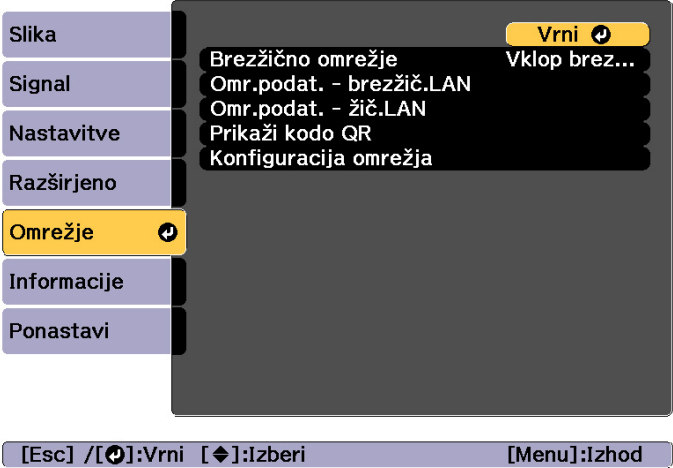 Slika
Signal
Nastavitve
Razširjeno
Omrežje
Informacije
Ponastavi
Vrni
Brezžično omrežje Vklop brez...
Omr.podat. - brezžič.LAN
Omr.podat. - žič.LAN
Prikaži kodo QR
Konfiguracija omrežja
[Esc] /[⏎]:Vrni [◆]:Izberi [Menu]:Izhod